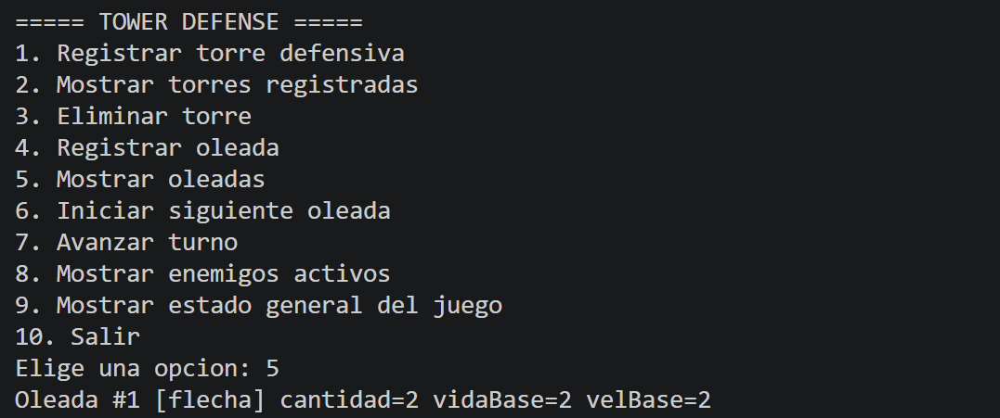 ===== TOWER DEFENSE =====
1. Registrar torre defensiva
2. Mostrar torres registradas
3. Eliminar torre
4. Registrar oleada
5. Mostrar oleadas
6. Iniciar siguiente oleada
7. Avanzar turno
8. Mostrar enemigos activos
9. Mostrar estado general del juego
10. Salir
Elige una opcion: 5
Oleada #1 [flecha] cantidad=2 vidaBase=2 velBase=2